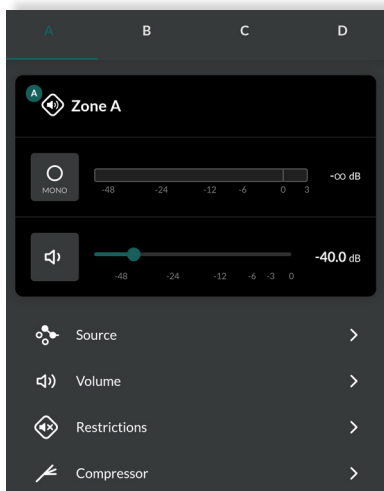 A B C D
A Zone A
MONO -48 -24 -12 -6 0 3 -∞ dB
-48 -24 -12 -6 -3 0 -40.0 dB
Source
Volume
Restrictions
Compressor